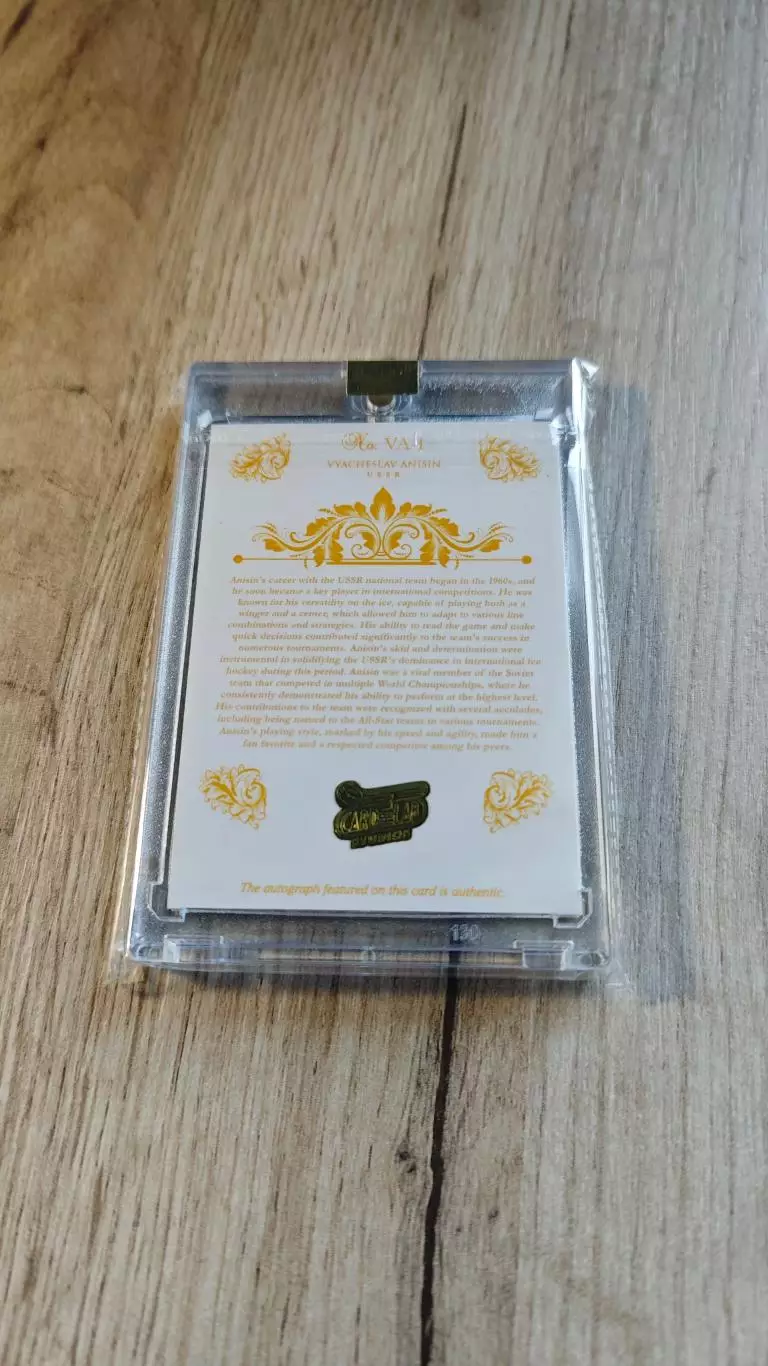 No. VA-1
VYACHESLAV ANISIN
USSR
Anisin's career with the USSR national team began in the 1960s, and
he soon became a key player in international competitions. He was
known for his versatility on the ice, capable of playing both as a
winger and a center, which allowed him to adapt to various line
combinations and strategies. His ability to read the game and make
quick decisions contributed significantly to the team's success in
numerous tournaments. Anisin's skill and determination were
instrumental in solidifying the USSR's dominance in international ice
hockey during this period. Anisin was a vital member of the Soviet
team that competed in multiple World Championships, where he
consistently demonstrated his ability to perform at the highest level.
His contributions to the team were recognized with several accolades,
including being named to the All-Star teams in various tournaments.
Anisin's playing style, marked by his speed and agility, made him a
fan favorite and a respected competitor among his peers.
CARDS LAB
The autograph featured on this card is authentic.
130